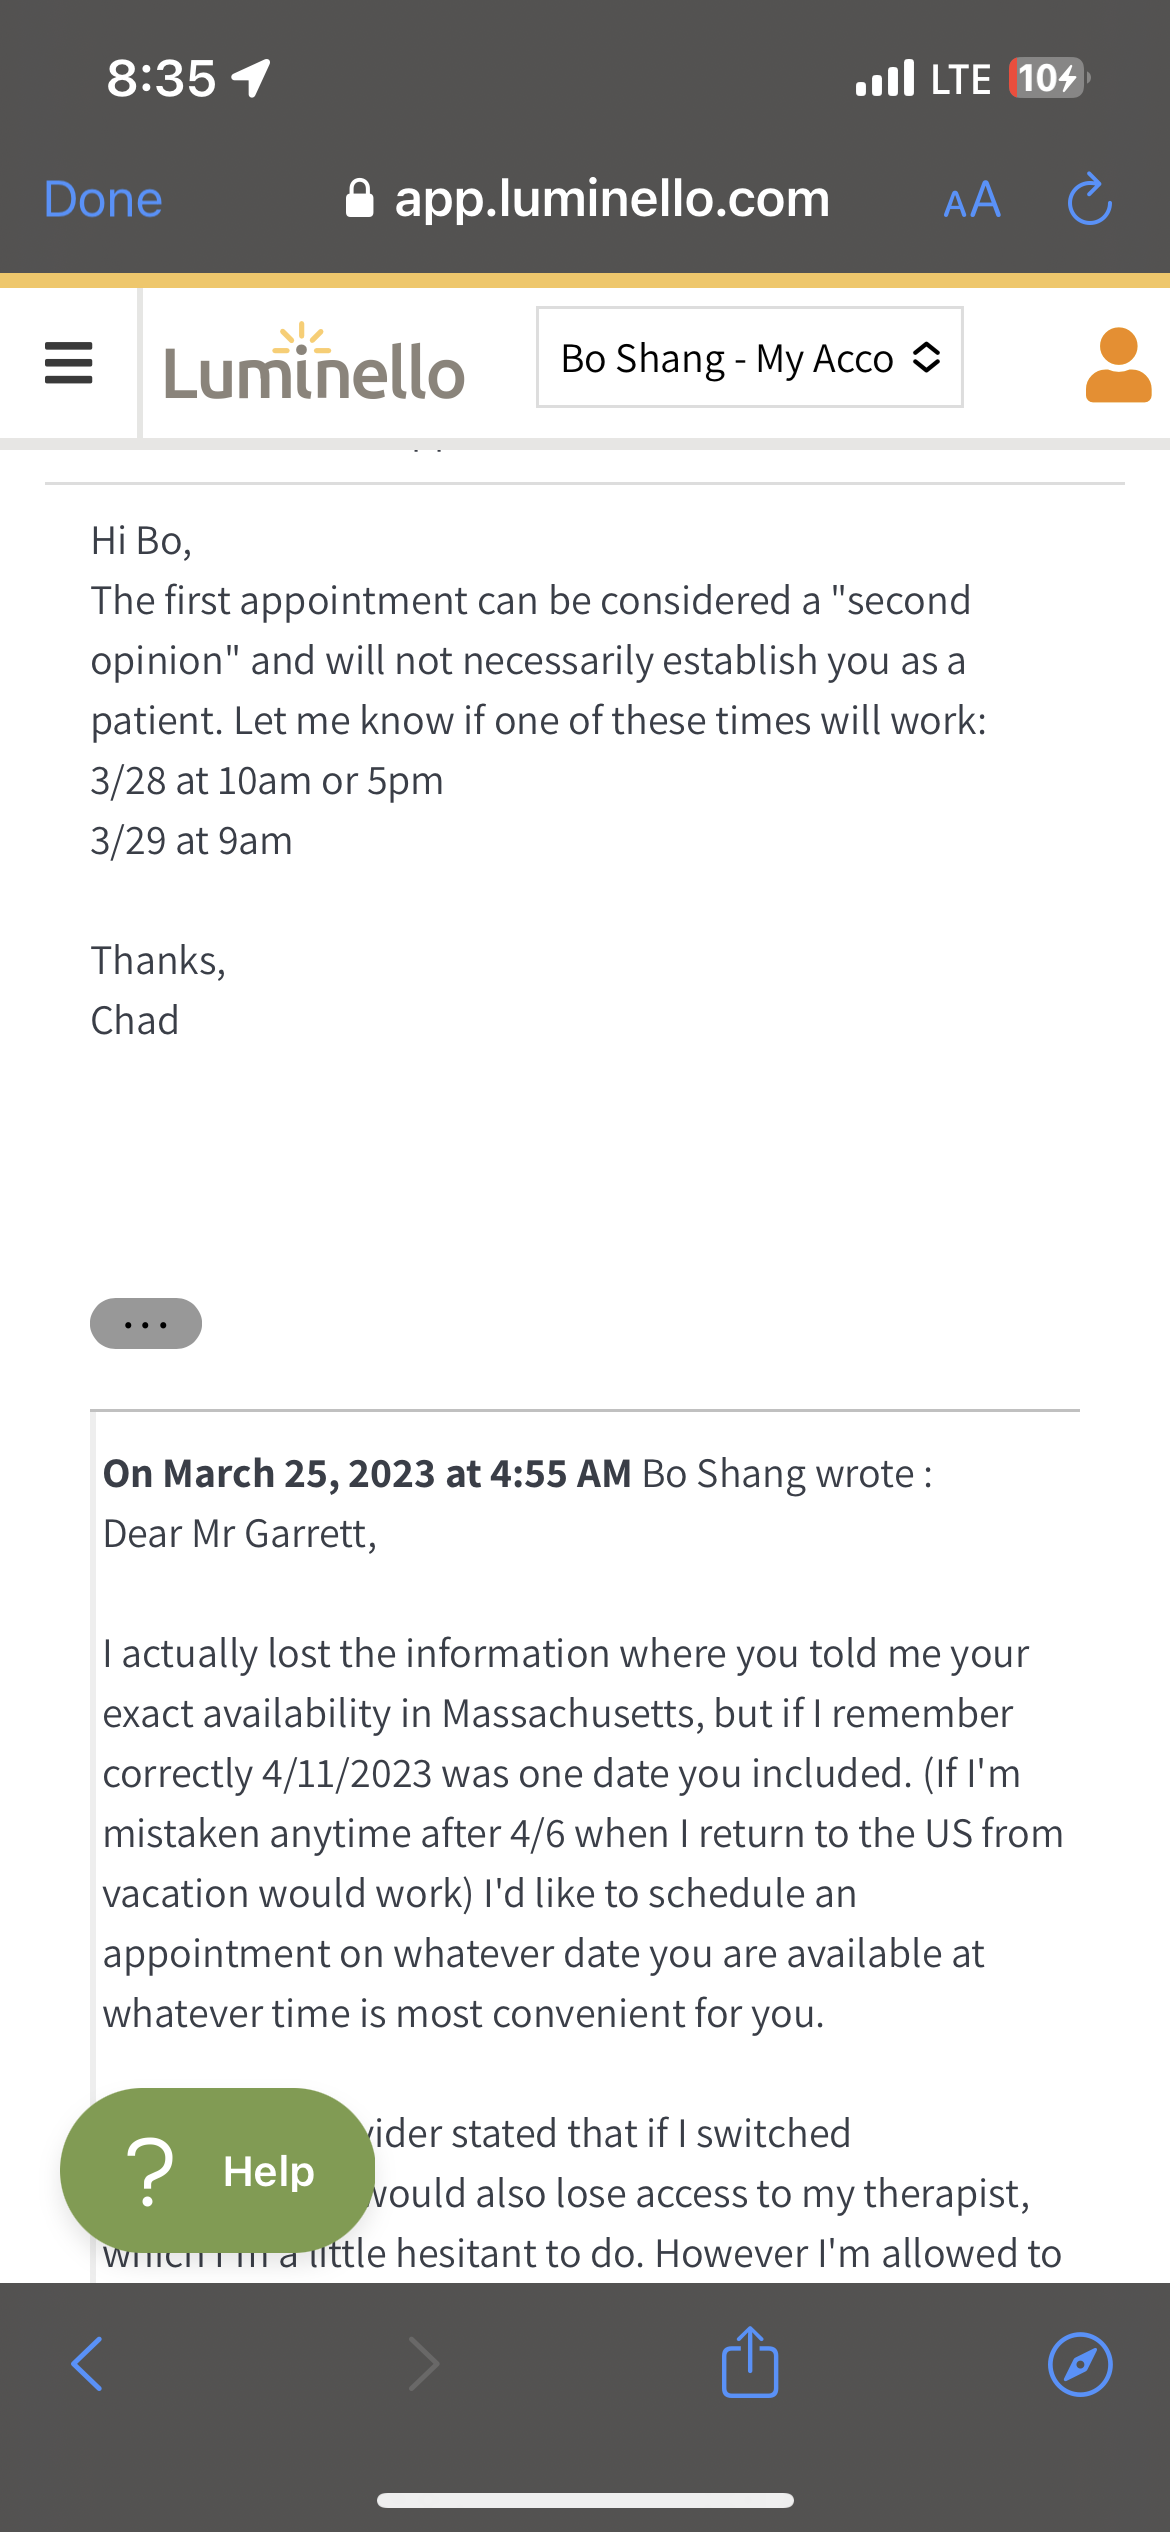 8:35 LTE 10
Done app.luminello.com AA
Luminello Bo Shang - My Acco
Hi Bo,
The first appointment can be considered a "second
opinion" and will not necessarily establish you as a
patient. Let me know if one of these times will work:
3/28 at 10am or 5pm
3/29 at 9am
Thanks,
Chad
...
On March 25, 2023 at 4:55 AM Bo Shang wrote :
Dear Mr Garrett,
I actually lost the information where you told me your
exact availability in Massachusetts, but if I remember
correctly 4/11/2023 was one date you included. (If I'm
mistaken anytime after 4/6 when I return to the US from
vacation would work) I'd like to schedule an
appointment on whatever date you are available at
whatever time is most convenient for you.
stated that if I switched
? Help
would also lose access to my therapist,
which I'm a little hesitant to do. However I'm allowed to